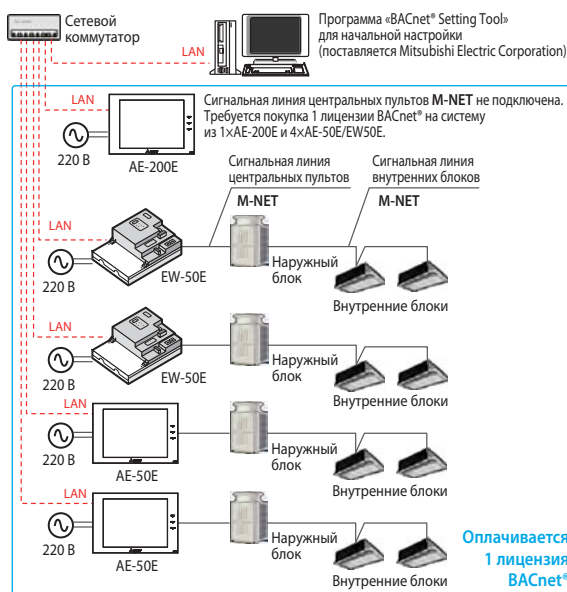 Сетевой
коммутатор
LAN
Программа «BACnet® Setting Tool»
для начальной настройки
(поставляется Mitsubishi Electric Corporation)
LAN
220 В
AE-200E
Сигнальная линия центральных пультов M-NET не подключена.
Требуется покупка 1 лицензии BACnet® на систему
из 1×AE-200E и 4×AE-50E/EW50E.
Сигнальная линия
центральных пультов
M-NET
Сигнальная линия
внутренних блоков
M-NET
LAN
220 В
EW-50E
Наружный
блок
Внутренние блоки
LAN
220 В
EW-50E
Наружный
блок
Внутренние блоки
LAN
220 В
AE-50E
Наружный
блок
Внутренние блоки
LAN
220 В
AE-50E
Наружный
блок
Внутренние блоки
Оплачивается
1 лицензия
BACnet®